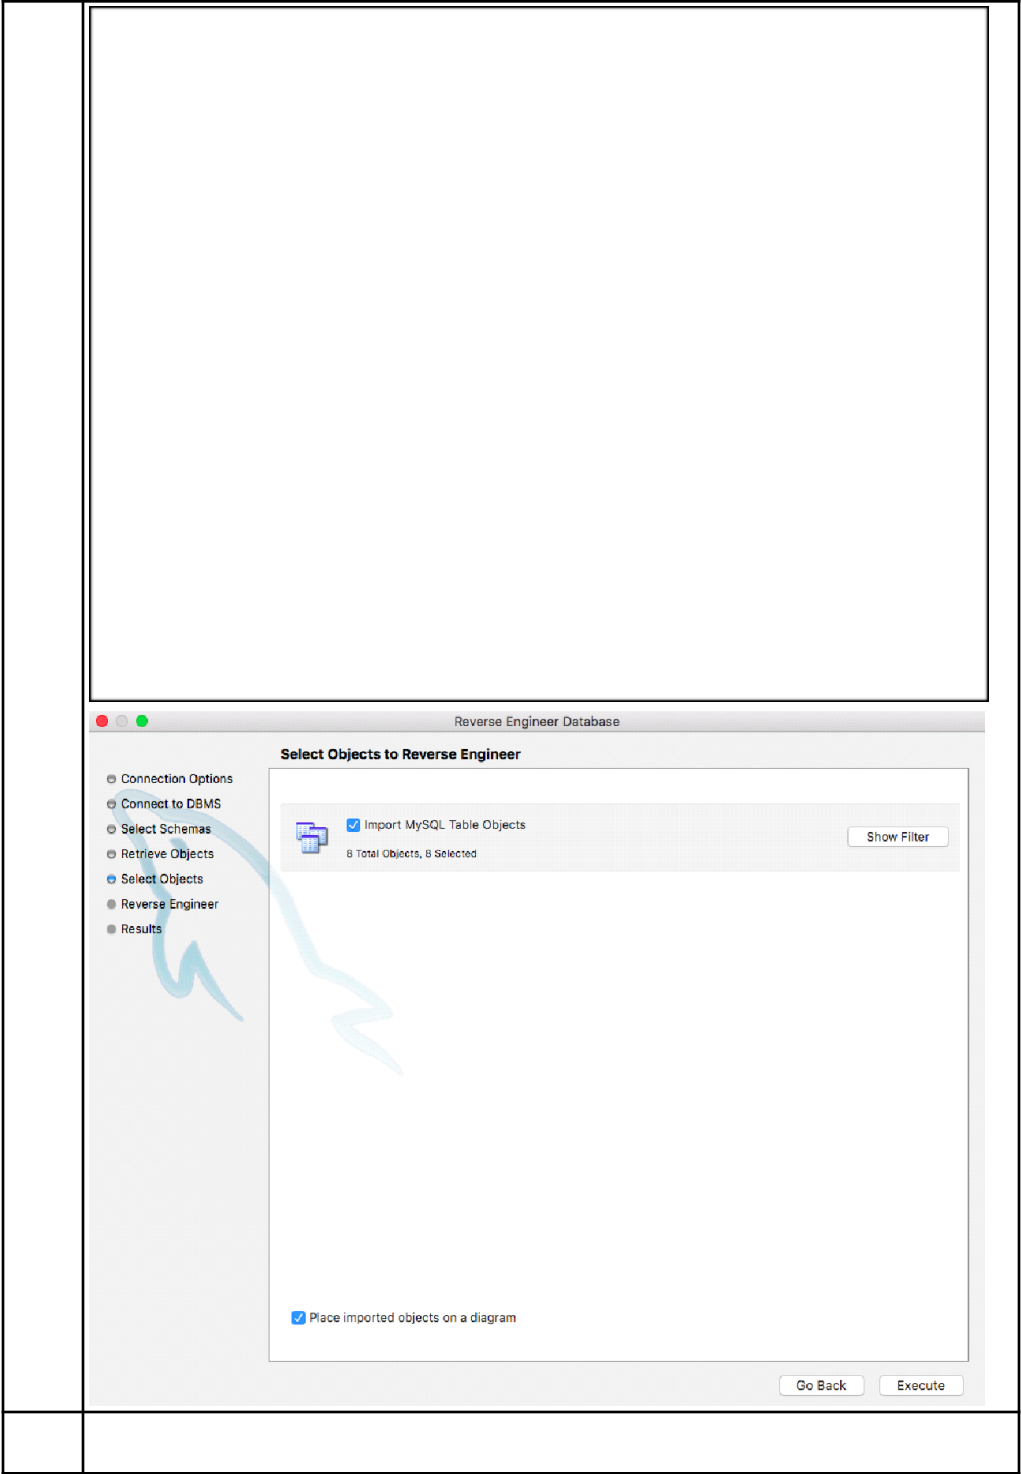 Reverse Engineer Database
Select Objects to Reverse Engineer
Connection Options
Connect to DBMS
Select Schemas
Retrieve Objects
Select Objects
Reverse Engineer
Results
Import MySQL Table Objects
8 Total Objects, 8 Selected
Show Filter
Place imported objects on a diagram
Go Back
Execute